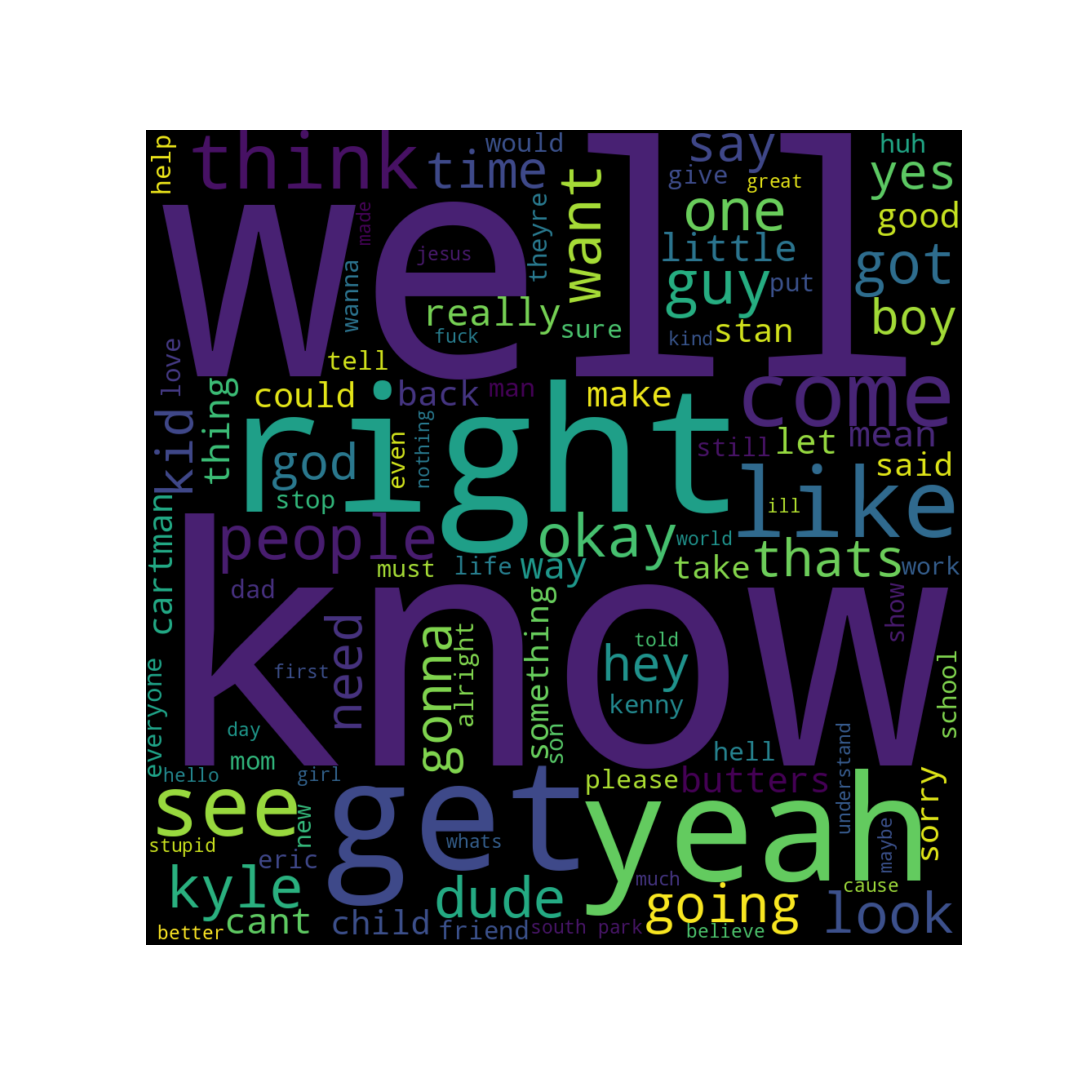 help
think
would
time
well
say
huh
give
great
yes
want
one
good
made
jesus
theyre
little
got
wanna
guy
put
really
fuck
sure
kind
stan
boy
love
tell
thing
could
back
man
make
come
kid
right
god
even
nothing
still
let
mean
said
stop
like
ill
cartman
people
okay
world
must
life
way
take
thats
work
dad
know
need
first
gonna
alright
something
son
told
hey
kenny
show
school
everyone
day
mom
hell
hello
girl
get
please
butters
understand
see
new
yeah
sorry
stupid
eric
whats
maybe
kyle
dude
much
cause
cant
child
going
look
better
friend
south park
believe